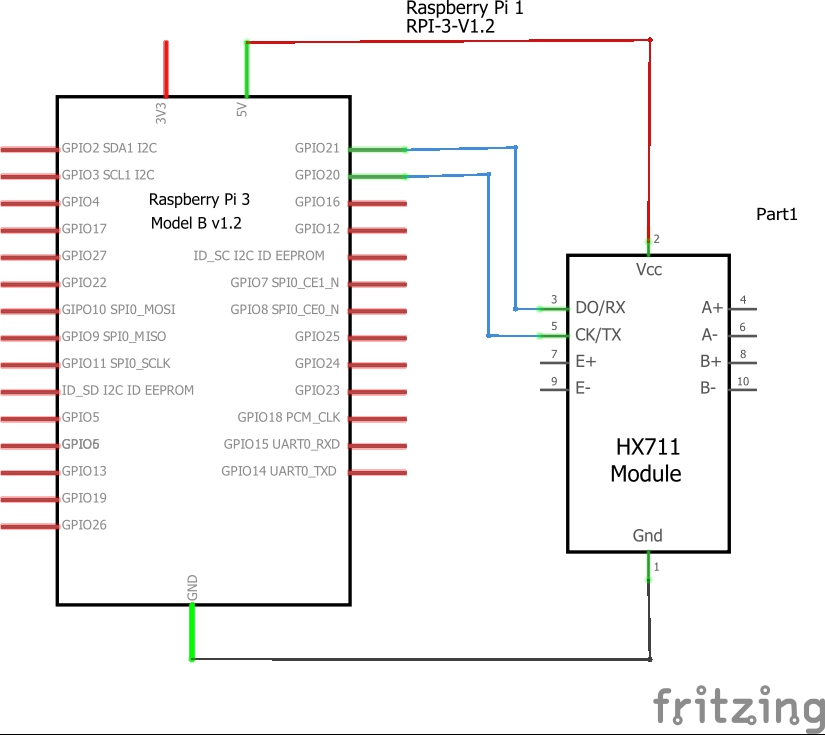 Raspberry Pi 1
RPI-3-V1.2
3V3
5V
GPIO2 SDA1 I2C
GPIO21
GPIO3 SCL1 I2C
GPIO20
GPIO4
Raspberry Pi 3
GPIO16
Model B v1.2
GPIO17
GPIO12
GPIO27
ID_SC I2C ID EEPROM
GPIO22
GPIO7 SPI0_CE1_N
GIPO10 SPI0_MOSI
GPIO8 SPI0_CE0_N
GPIO9 SPI0_MISO
GPIO25
GPIO11 SPI0_SCLK
GPIO24
ID_SD I2C ID EEPROM
GPIO23
GPIO5
GPIO18 PCM_CLK
GPIO6
GPIO15 UART0_RXD
GPIO13
GPIO14 UART0_TXD
GPIO19
GPIO26
GND
Part1
2
Vcc
3
DO/RX
A+
4
5
CK/TX
A-
6
7
E+
B+
8
9
E-
B-
10
HX711
Module
Gnd
1
fritzing